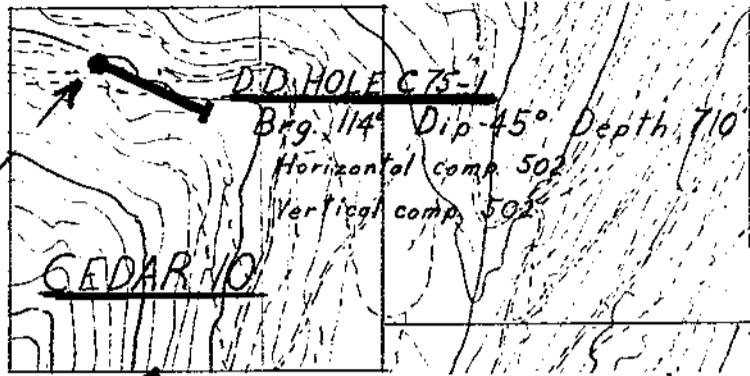 D.D. HOLE C75-1
Brg. 114° Dip-45° Depth 710
Horizontal comp. 502
Vertical comp. 502
CEDAR 10